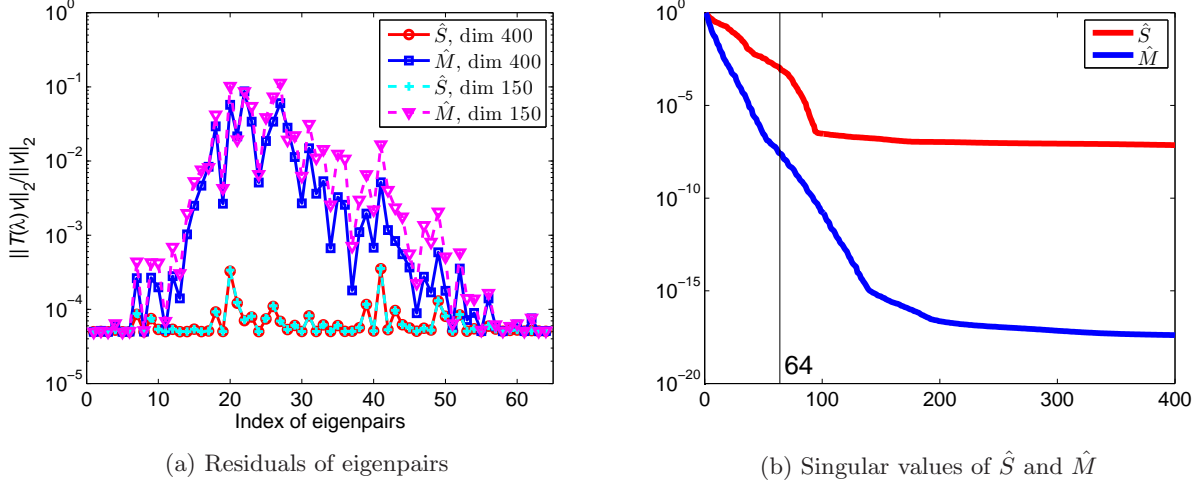 10^0
10^-1
10^-2
10^-3
10^-4
10^-5
||T(λ)v||_2/||v||_2
Ŝ, dim 400
M̂, dim 400
Ŝ, dim 150
M̂, dim 150
0 10 20 30 40 50 60
Index of eigenpairs
(a) Residuals of eigenpairs
10^0
10^-5
10^-10
10^-15
10^-20
Ŝ
M̂
64
0 100 200 300 400
(b) Singular values of Ŝ and M̂